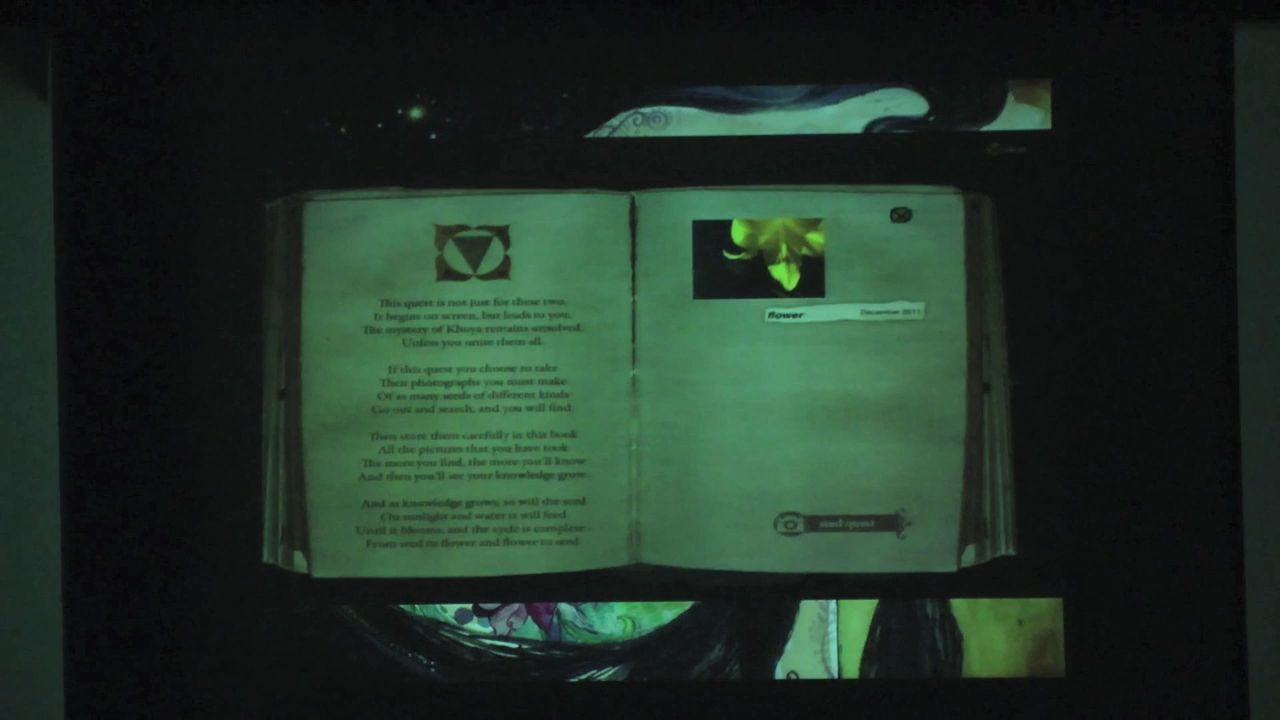 This quest is not just for these two.
It begins on screen, but leads to you.
The mystery of Khoya remains unsolved,
Unless you unite them all.
If this quest you choose to take
Then photographs you must make
Of as many seeds of different kinds
Go out and search, and you will find.
Then store them carefully in this book
All the pictures that you have took
The more you find, the more you'll know
And then you'll see your knowledge grow.
And as knowledge grows, so will the seed
On sunlight and water it will feed
Until it blooms, and the cycle is complete
From seed to flower and flower to seed.
flower
December 2011
seed quest